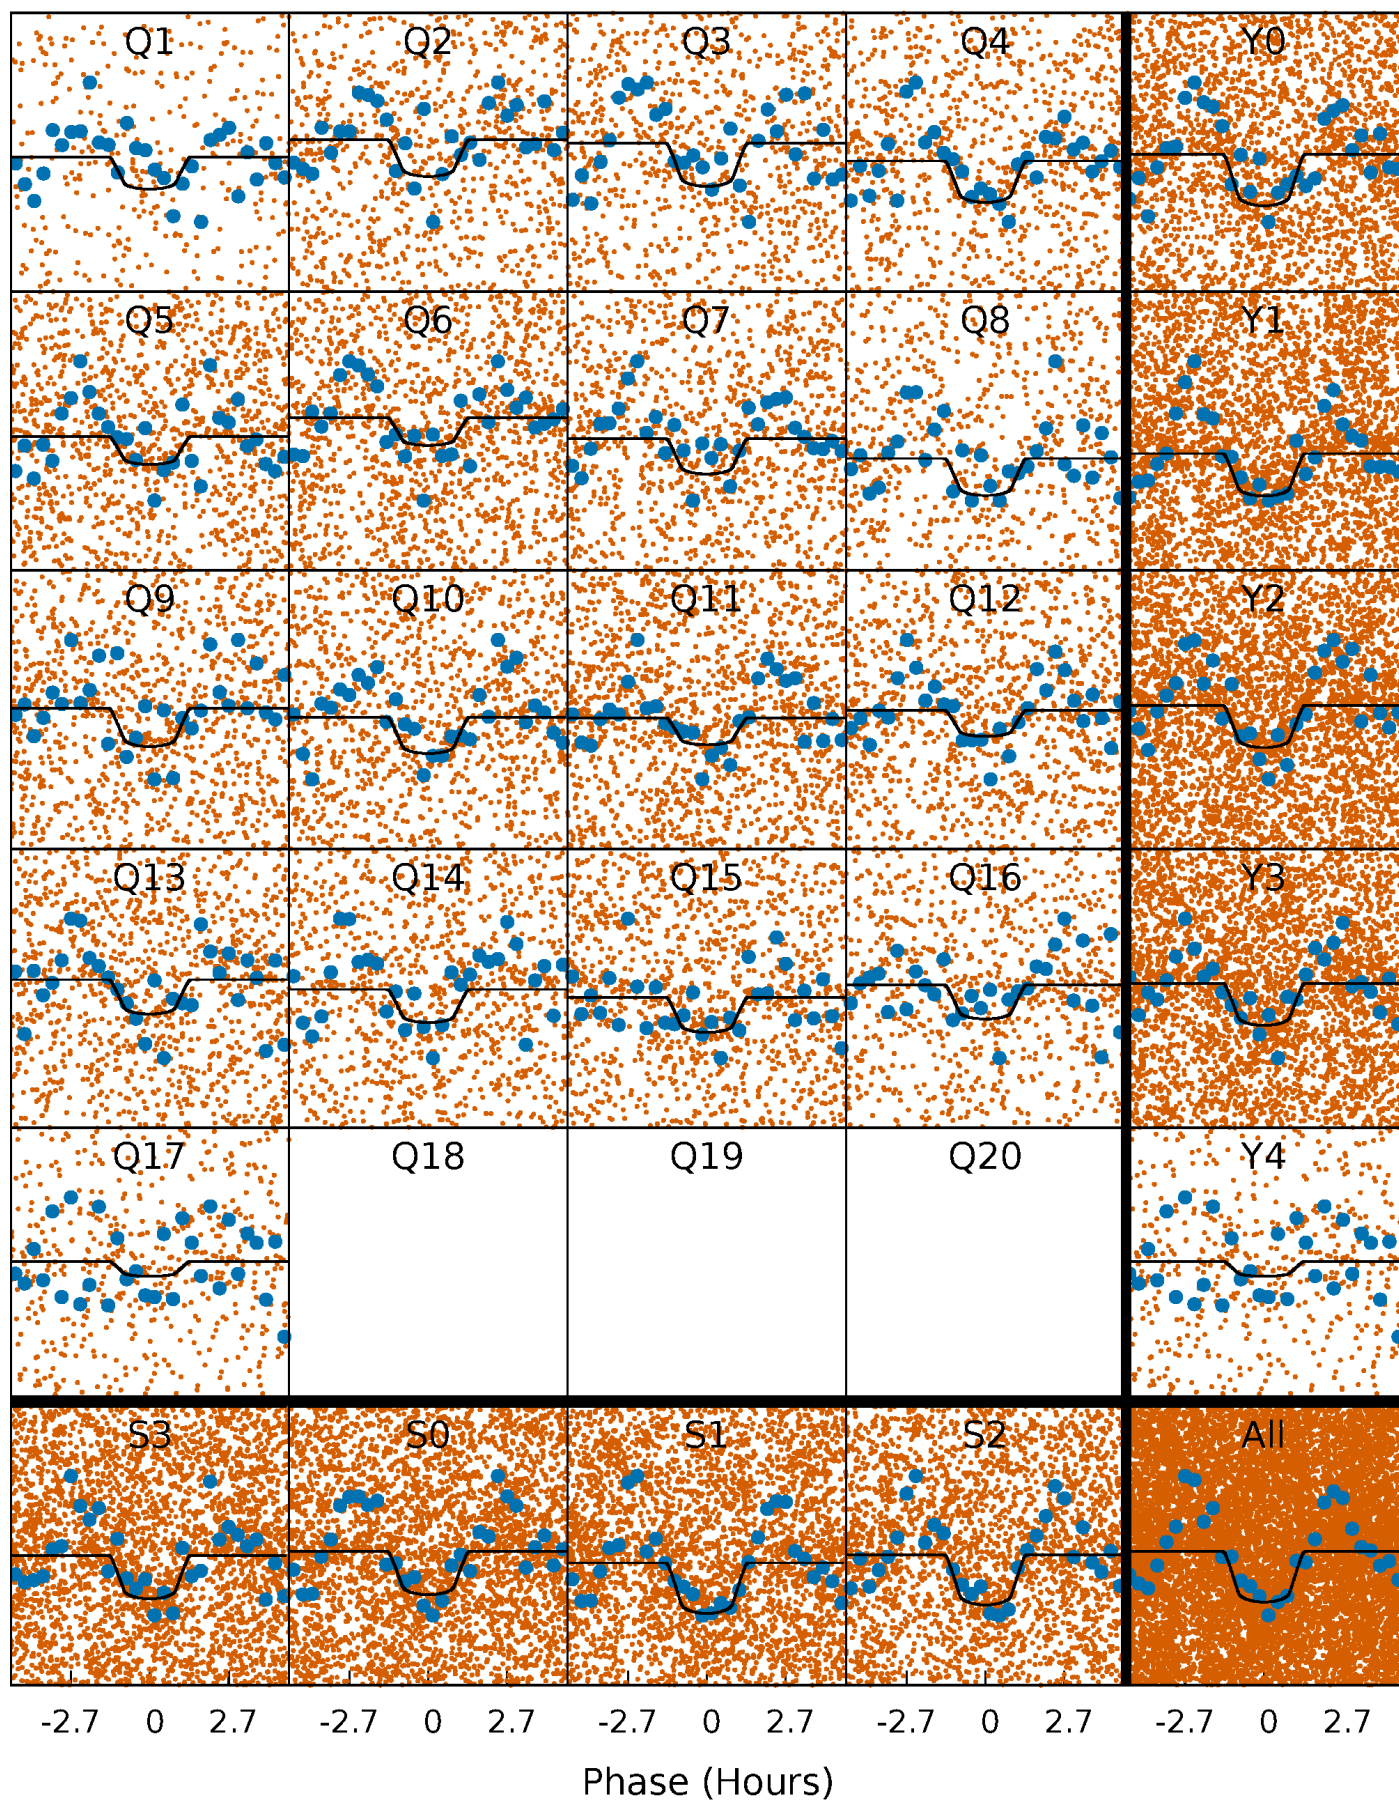 Q1 Q2 Q3 Q4 Y0
Q5 Q6 Q7 Q8 Y1
Q9 Q10 Q11 Q12 Y2
Q13 Q14 Q15 Q16 Y3
Q17 Q18 Q19 Q20 Y4
S3 S0 S1 S2 All
-2.7 0 2.7 -2.7 0 2.7 -2.7 0 2.7 -2.7 0 2.7 -2.7 0 2.7
Phase (Hours)